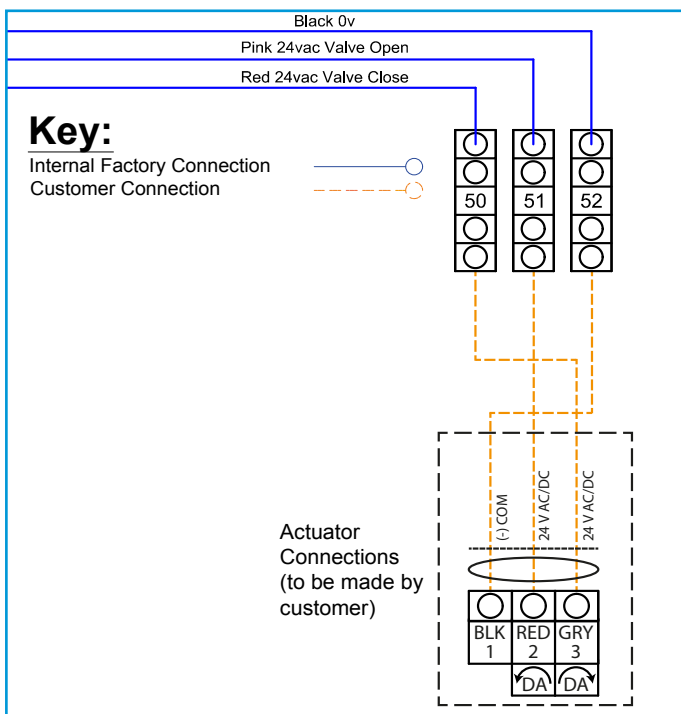 Black 0v
Pink 24vac Valve Open
Red 24vac Valve Close
Key:
Internal Factory Connection
Customer Connection
50 51 52
(-) COM
24 V AC/DC
24 V AC/DC
Actuator
Connections
(to be made by
customer)
BLK RED GRY
1 2 3
DA DA